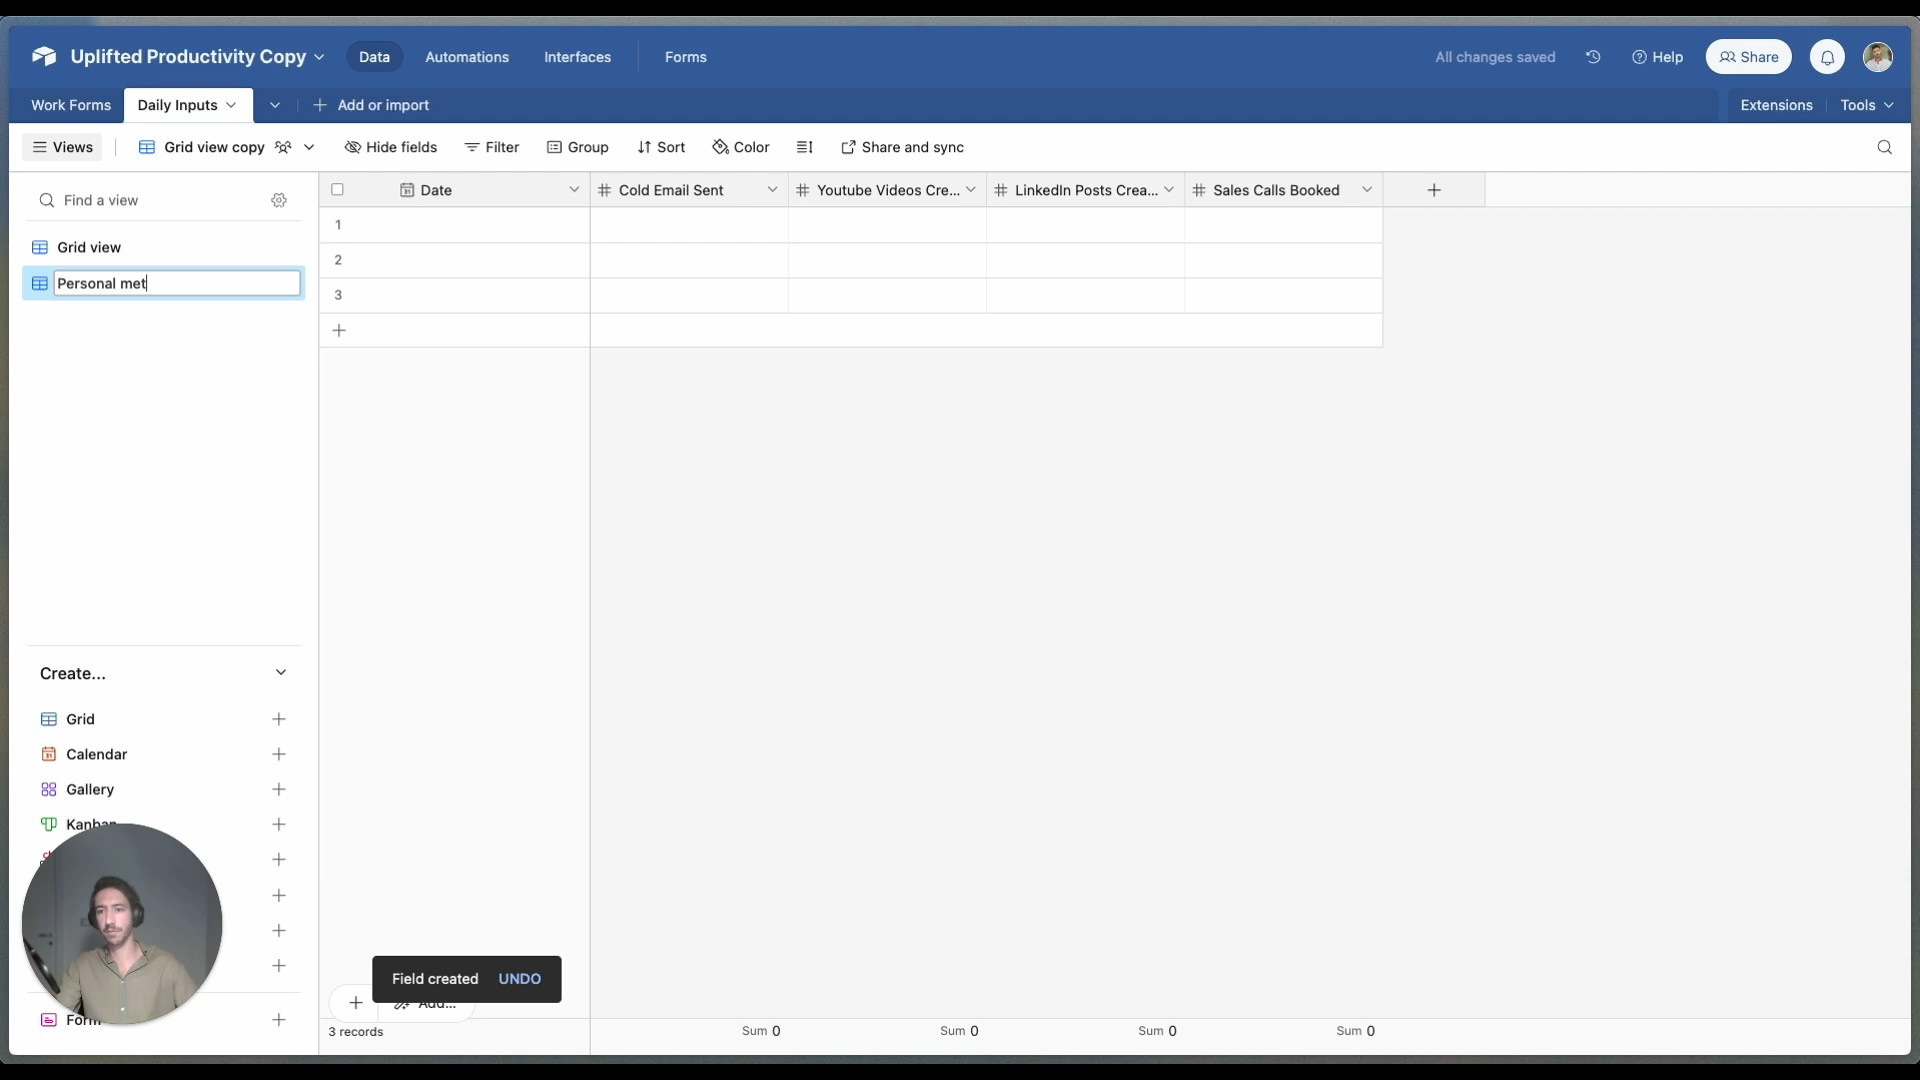 Uplifted Productivity Copy
Data
Automations
Interfaces
Forms
All changes saved
Help
Share
Work Forms
Daily Inputs
Add or import
Extensions
Tools
Views
Grid view copy
Hide fields
Filter
Group
Sort
Color
Share and sync
Find a view
Date
Cold Email Sent
Youtube Videos Cre...
LinkedIn Posts Crea...
Sales Calls Booked
1
2
3
Grid view
Personal met
Create...
Grid
Calendar
Gallery
Kanban
Form
Field created UNDO
Add...
3 records
Sum 0
Sum 0
Sum 0
Sum 0